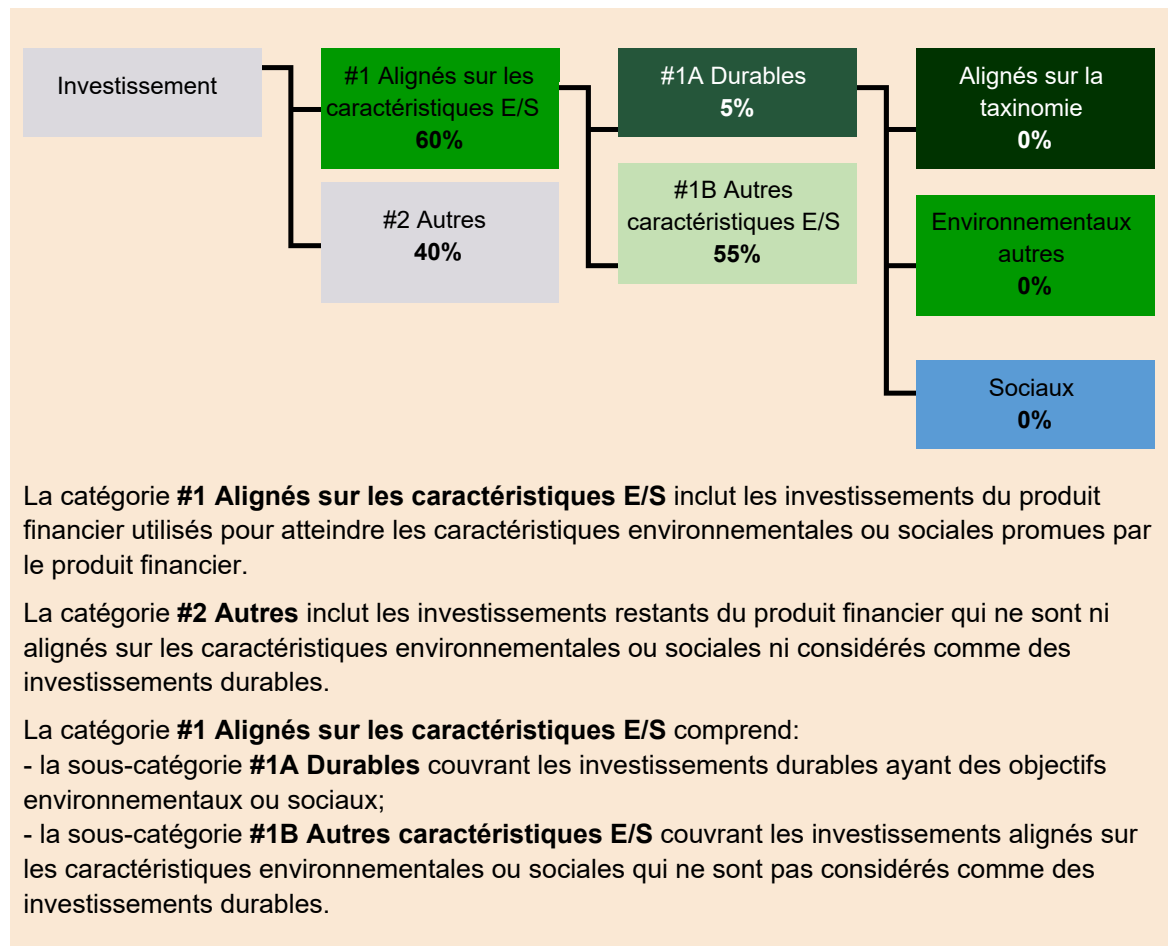 Investissement
#1 Alignés sur les
caractéristiques E/S
60%
#2 Autres
40%
#1A Durables
5%
#1B Autres
caractéristiques E/S
55%
Alignés sur la
taxinomie
0%
Environnementaux
autres
0%
Sociaux
0%
La catégorie #1 Alignés sur les caractéristiques E/S inclut les investissements du produit
financier utilisés pour atteindre les caractéristiques environnementales ou sociales promues par
le produit financier.
La catégorie #2 Autres inclut les investissements restants du produit financier qui ne sont ni
alignés sur les caractéristiques environnementales ou sociales ni considérés comme des
investissements durables.
La catégorie #1 Alignés sur les caractéristiques E/S comprend:
- la sous-catégorie #1A Durables couvrant les investissements durables ayant des objectifs
environnementaux ou sociaux;
- la sous-catégorie #1B Autres caractéristiques E/S couvrant les investissements alignés sur
les caractéristiques environnementales ou sociales qui ne sont pas considérés comme des
investissements durables.